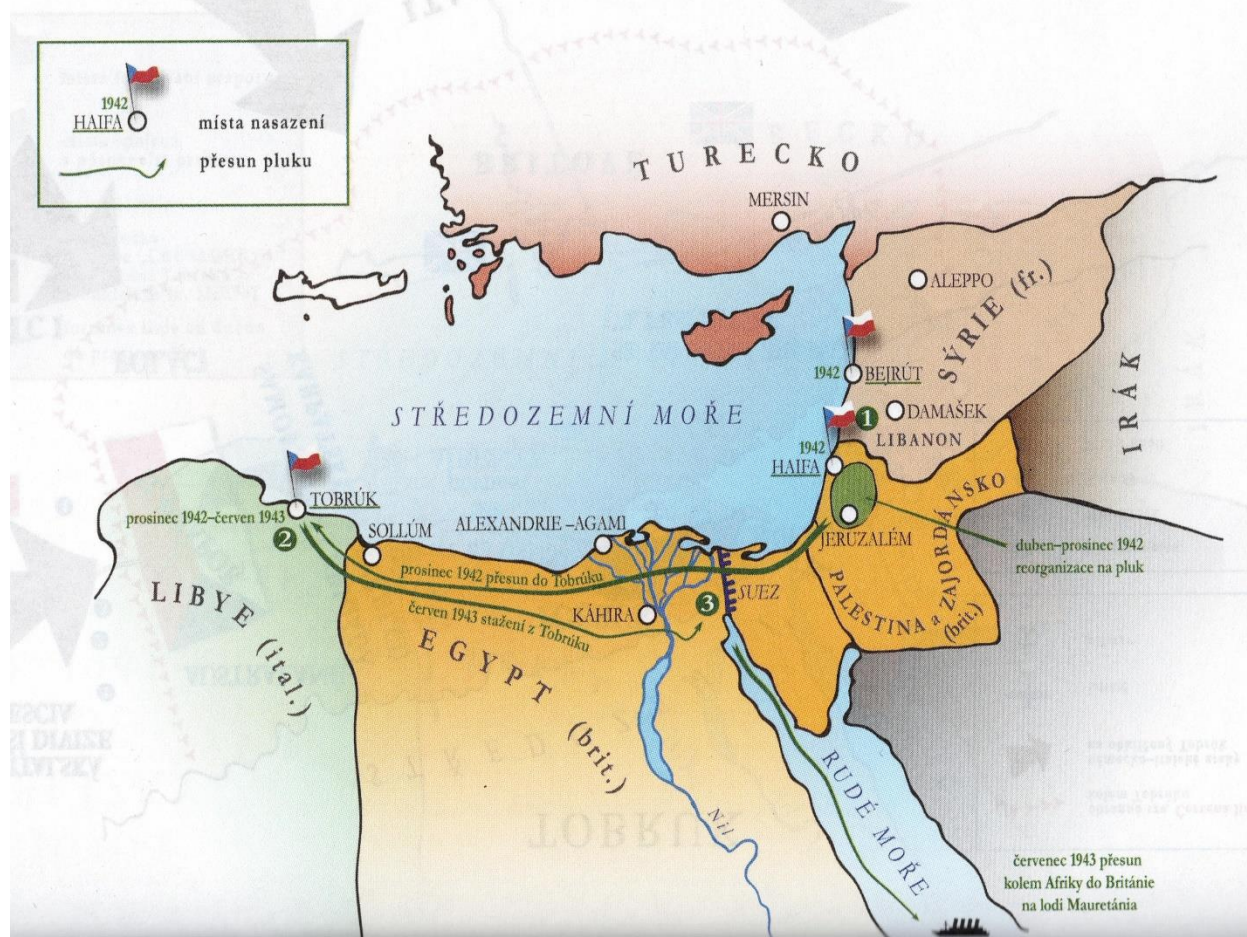 1942
HAIFA
místa nasazení
přesun pluku
TURECKO
MERSIN
ALEPPO
SÝRIE (fr.)
IRÁK
1942
BEJRÚT
STŘEDOZEMNÍ MOŘE
1
DAMAŠEK
LIBANON
1942
HAIFA
TOBRÚK
prosinec 1942–červen 1943
2
SOLLÚM
ALEXANDRIE –AGAMI
JERUZALÉM
PALESTINA a ZAJORDÁNSKO
(brit.)
duben–prosinec 1942
reorganizace na pluk
prosinec 1942 přesun do Tobrúku
SUEZ
3
LIBYE (ital.)
KÁHIRA
červen 1943 stažení z Tobrúku
EGYPT (brit.)
Nil
RUDÉ MOŘE
červenec 1943 přesun
kolem Afriky do Británie
na lodi Mauretánia